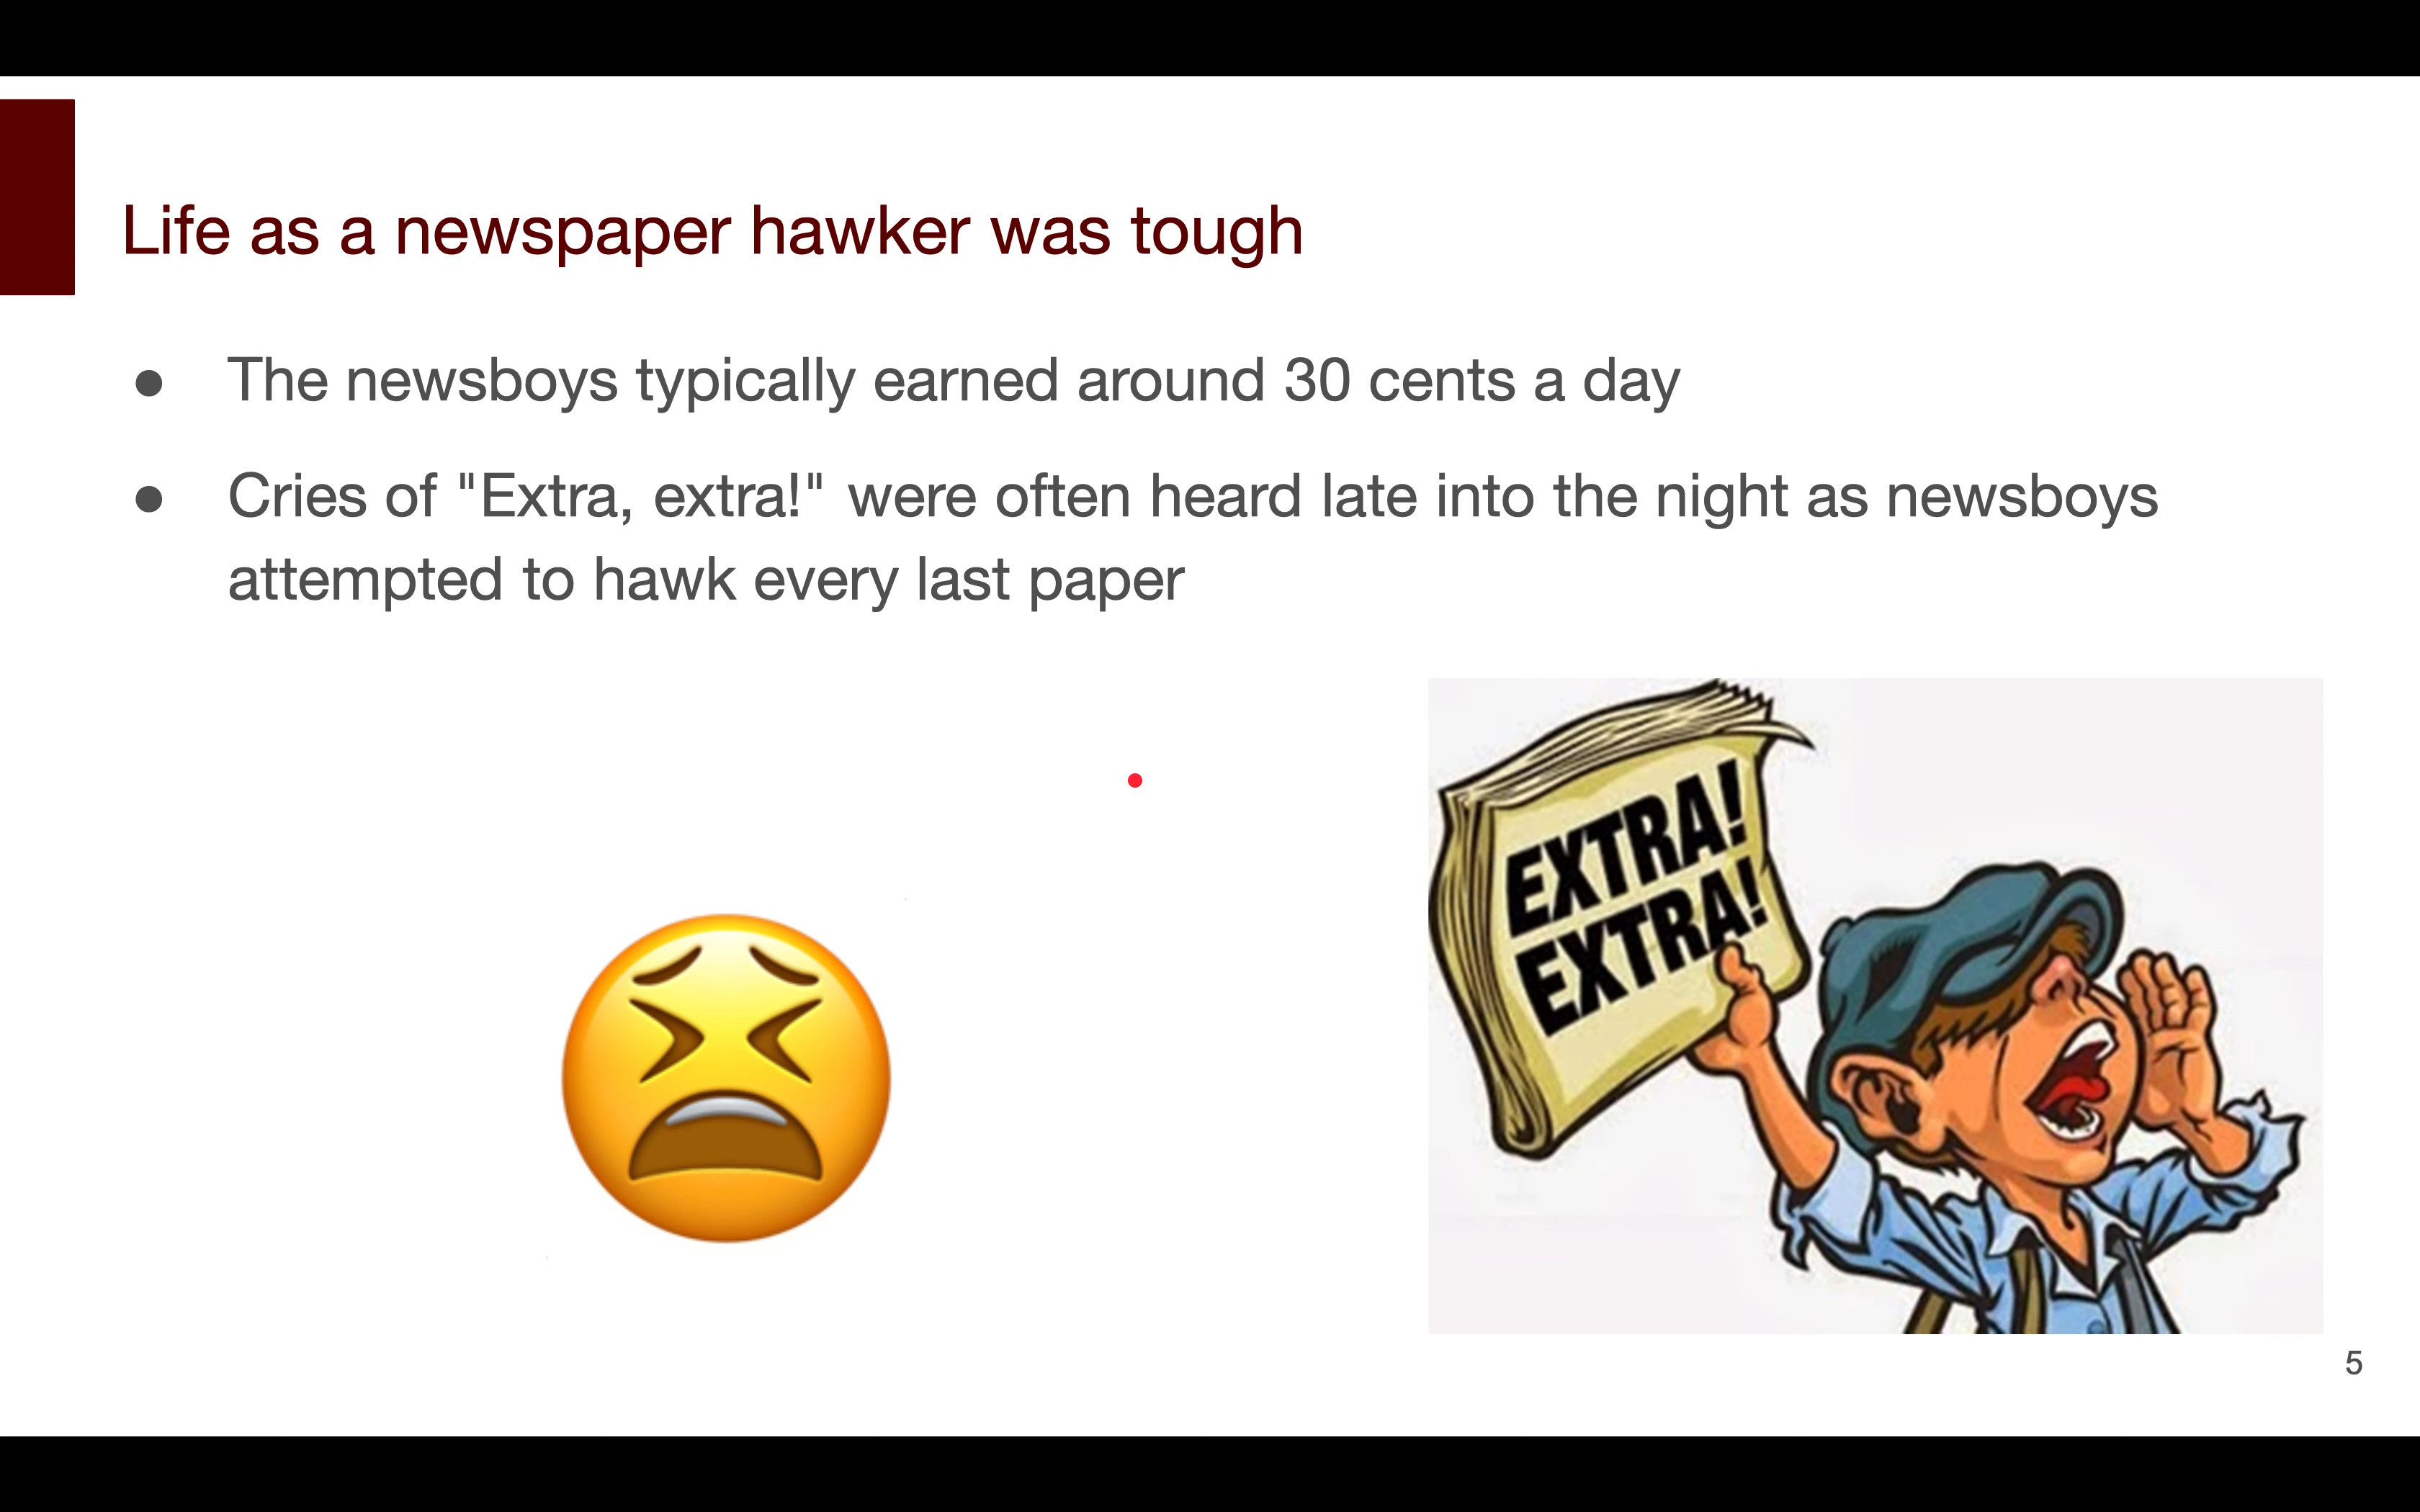 Life as a newspaper hawker was tough
● The newsboys typically earned around 30 cents a day
● Cries of "Extra, extra!" were often heard late into the night as newsboys
attempted to hawk every last paper
EXTRA!
EXTRA!
5